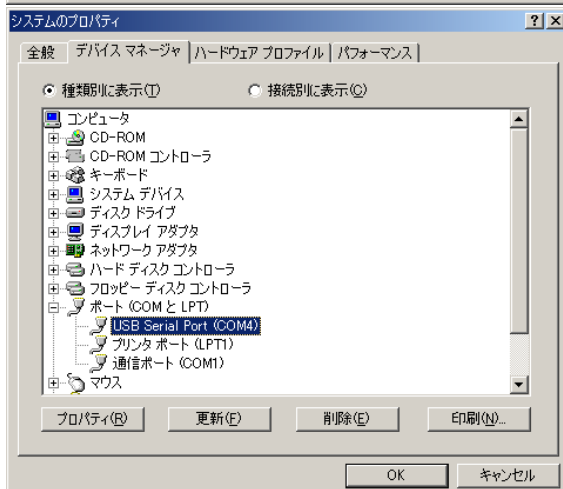 システムのプロパティ
全般 デバイス マネージャ ハードウェア プロファイル パフォーマンス
種類別に表示(T) 接続別に表示(C)
コンピュータ
CD-ROM
CD-ROM コントローラ
キーボード
システム デバイス
ディスク ドライブ
ディスプレイ アダプタ
ネットワーク アダプタ
ハード ディスク コントローラ
フロッピー ディスク コントローラ
ポート (COM と LPT)
USB Serial Port (COM4)
プリンタ ポート (LPT1)
通信ポート (COM1)
マウス
プロパティ(R) 更新(F) 削除(E) 印刷(N)...
OK キャンセル